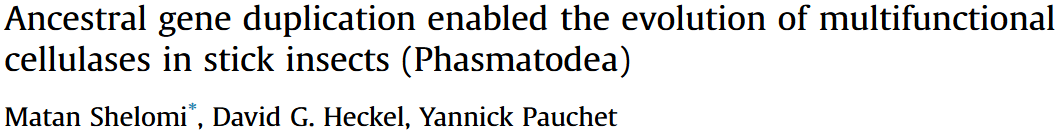 Ancestral gene duplication enabled the evolution of multifunctional
cellulases in stick insects (Phasmatodea)
Matan Shelomi*, David G. Heckel, Yannick Pauchet